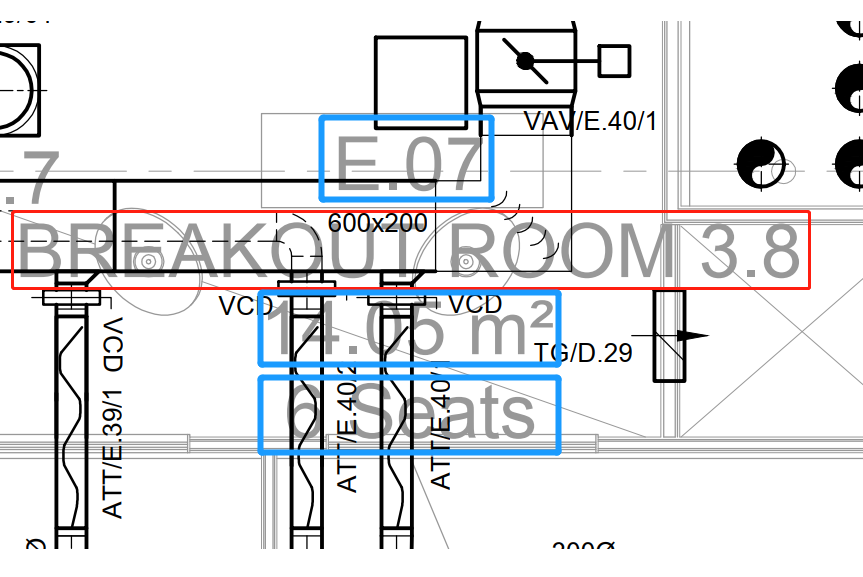 VAV/E.40/1
E.07
.7
600x200
BREAKOUT ROOM 3.8
VCD
VCD
14.05 m²
VCD
TG/D.29
6 Seats
ATT/E.39/1
ATT/E.40/2
ATT/E.40/1
Ø
200Ø